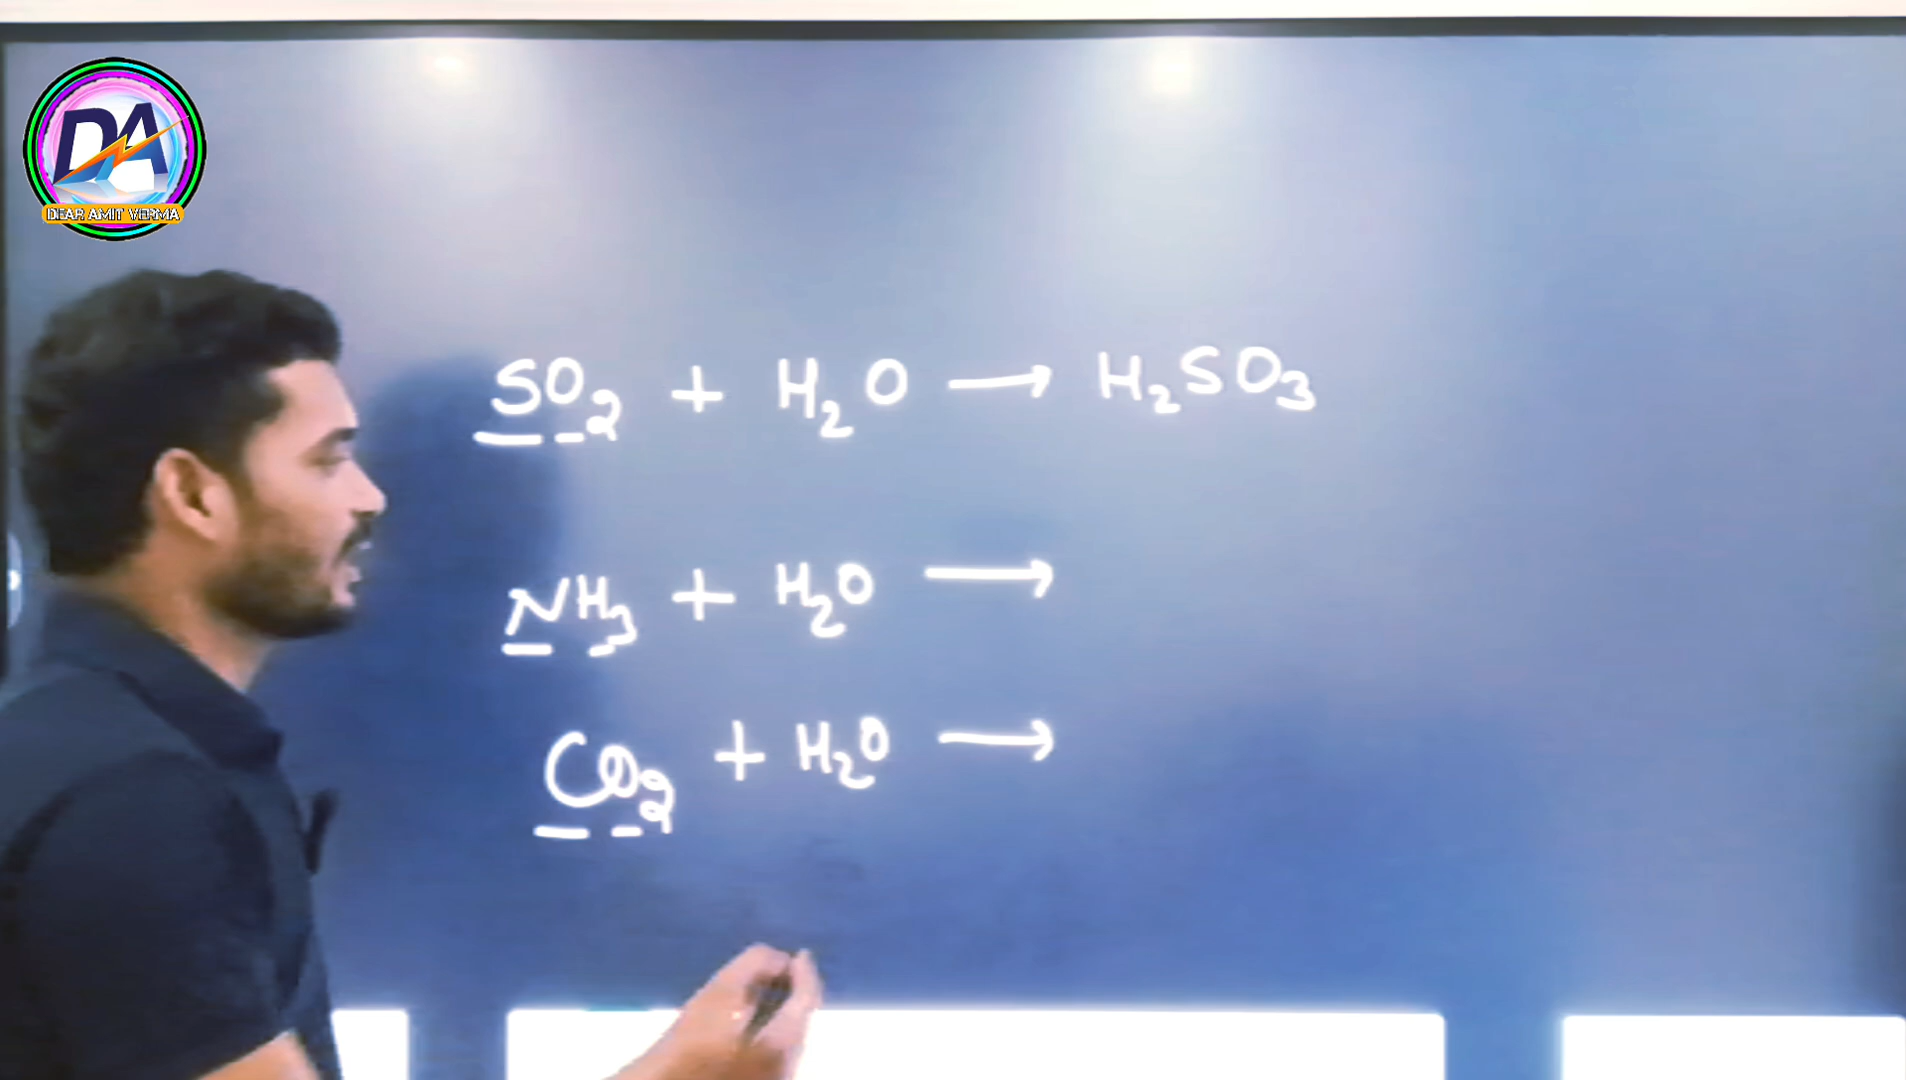 DA
DEAR AMIT VERMA
SO₂ + H₂O → H₂SO₃
NH₃ + H₂O →
CO₂ + H₂O →